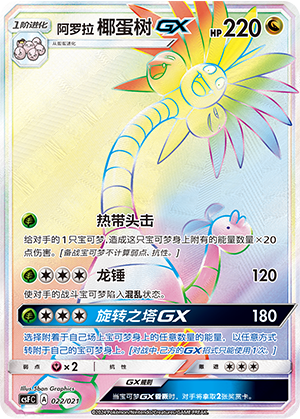 1阶进化 阿罗拉 椰蛋树GX HP220
从蛋蛋进化
热带头击
给对手的1只宝可梦,造成这只宝可梦身上附有的能量数量×20
点伤害。[备战宝可梦不计算弱点、抗性。]
龙锤 120
使对手的战斗宝可梦陷入混乱状态。
旋转之塔GX 180
选择附着于自己场上宝可梦身上的任意数量的能量,以任意方式
转附于自己的场上宝可梦身上。[对战中,己方的GX招式只能使用1次。]
弱点 ×2 抗性 撤退
Illus. 5ban Graphics
GX规则
csFC A 022/021
当宝可梦GX昏厥时,对手将拿取2张奖赏卡。